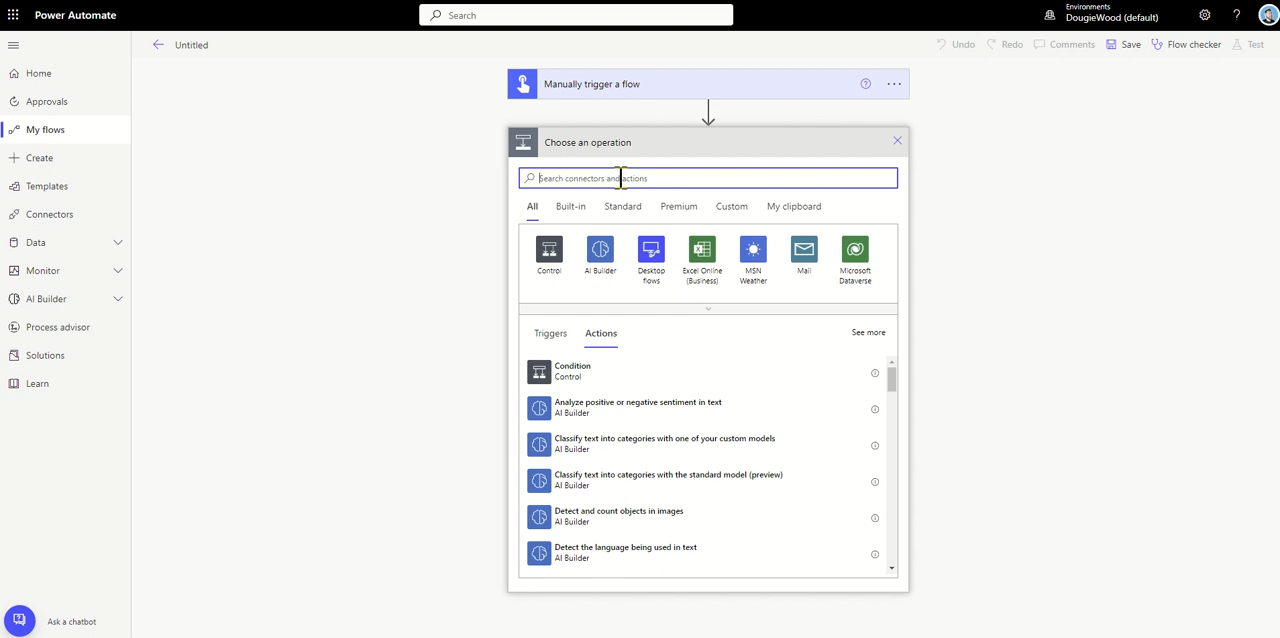 Power Automate
Search
Environments
DougieWood (default)
?
Untitled
Undo
Redo
Comments
Save
Flow checker
Test
Home
Approvals
My flows
Create
Templates
Connectors
Data
Monitor
AI Builder
Process advisor
Solutions
Learn
Ask a chatbot
Manually trigger a flow
Choose an operation
Search connectors and actions
All
Built-in
Standard
Premium
Custom
My clipboard
Control
AI Builder
Desktop
flows
Excel Online
(Business)
MSN
Weather
Mail
Microsoft
Dataverse
Triggers
Actions
See more
Condition
Control
Analyze positive or negative sentiment in text
AI Builder
Classify text into categories with one of your custom models
AI Builder
Classify text into categories with the standard model (preview)
AI Builder
Detect and count objects in images
AI Builder
Detect the language being used in text
AI Builder